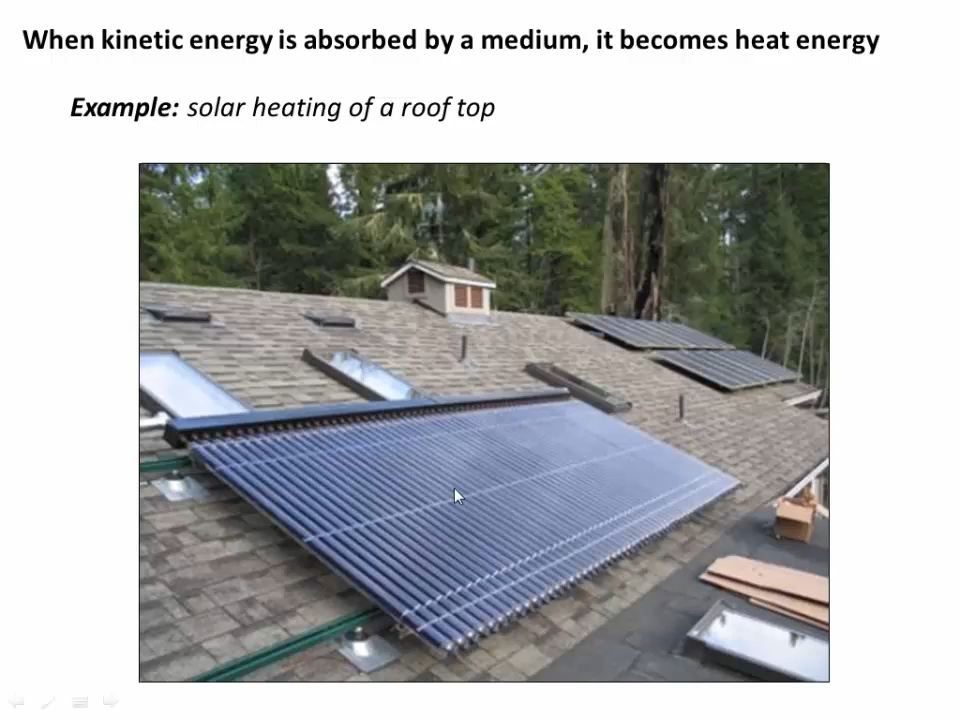 When kinetic energy is absorbed by a medium, it becomes heat energy
Example: solar heating of a roof top